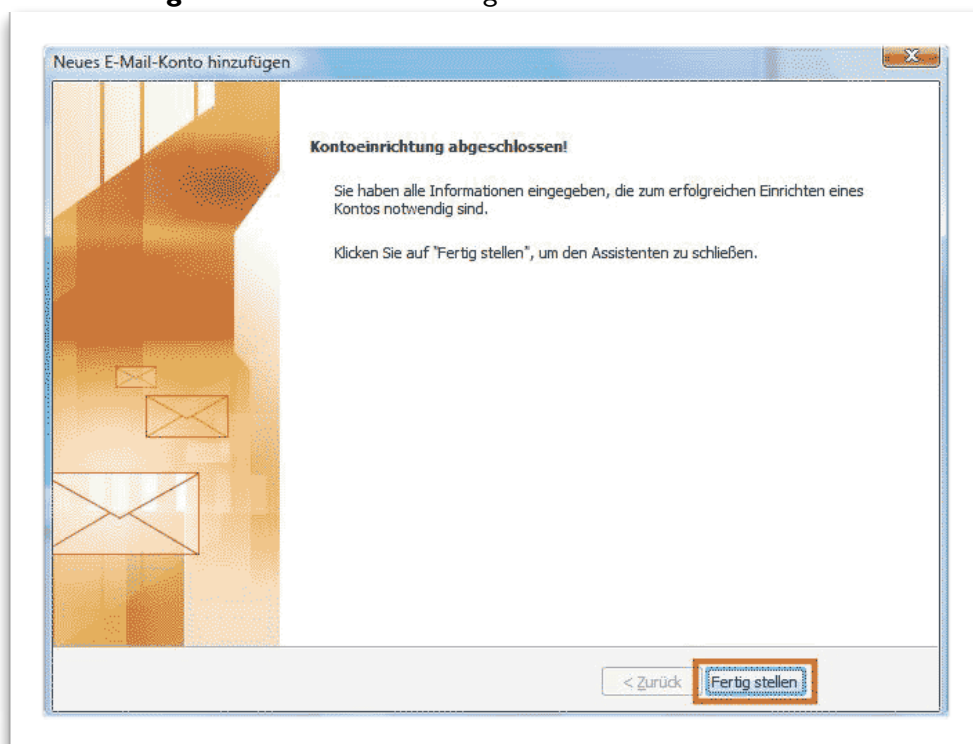 Neues E-Mail-Konto hinzufügen
Kontoeinrichtung abgeschlossen!
Sie haben alle Informationen eingegeben, die zum erfolgreichen Einrichten eines
Kontos notwendig sind.
Klicken Sie auf "Fertig stellen", um den Assistenten zu schließen.
< Zurück Fertig stellen